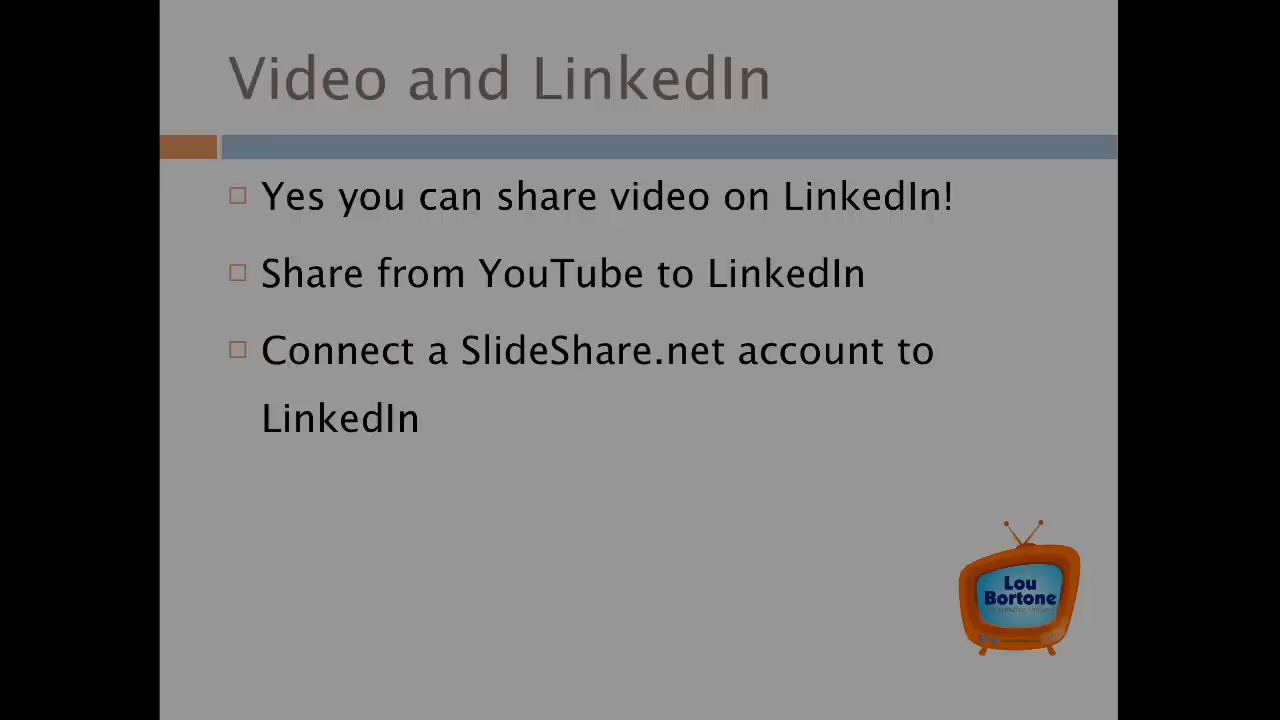 Video and LinkedIn
Yes you can share video on LinkedIn!
Share from YouTube to LinkedIn
Connect a SlideShare.net account to
LinkedIn
Lou
Bortone